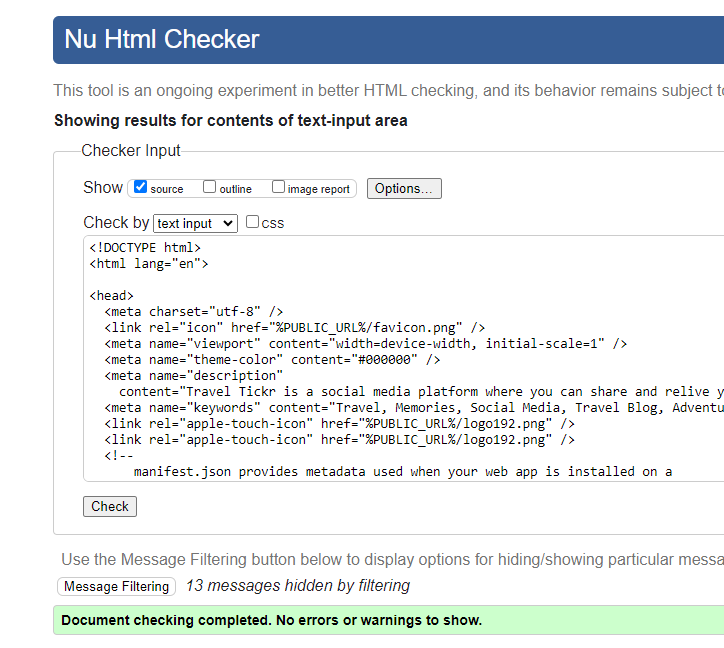 Nu Html Checker
This tool is an ongoing experiment in better HTML checking, and its behavior remains subject
Showing results for contents of text-input area
Checker Input
Show source outline image report Options...
Check by text input css
<!DOCTYPE html>
<html lang="en">
<head>
<meta charset="utf-8" />
<link rel="icon" href="%PUBLIC_URL%/favicon.png" />
<meta name="viewport" content="width=device-width, initial-scale=1" />
<meta name="theme-color" content="#000000" />
<meta name="description"
content="Travel Tickr is a social media platform where you can share and relive
<meta name="keywords" content="Travel, Memories, Social Media, Travel Blog,
<link rel="apple-touch-icon" href="%PUBLIC_URL%/logo192.png" />
<link rel="apple-touch-icon" href="%PUBLIC_URL%/logo192.png" />
<!--
manifest.json provides metadata used when your web app is installed on a
Check
Use the Message Filtering button below to display options for hiding/showing particular
Message Filtering 13 messages hidden by filtering
Document checking completed. No errors or warnings to show.